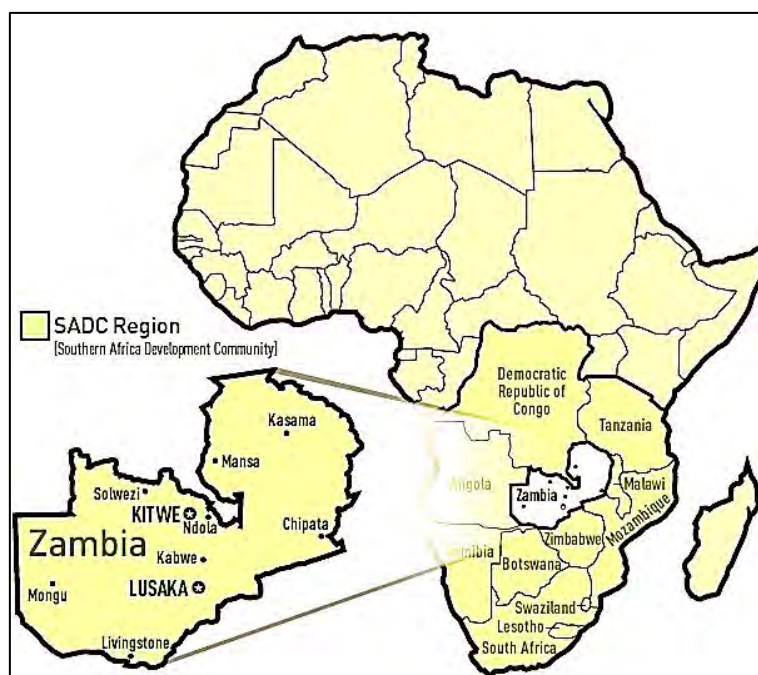 SADC Region
[Southern Africa Development Community]
Kasama
Mansa
Solwezi
KITWE
Ndola
Chipata
Zambia
Kabwe
Mongu
LUSAKA
Livingstone
Democratic
Republic of
Congo
Tanzania
Angola
Zambia
Malawi
Mozambique
Zimbabwe
Botswana
Swaziland
Lesotho
South Africa